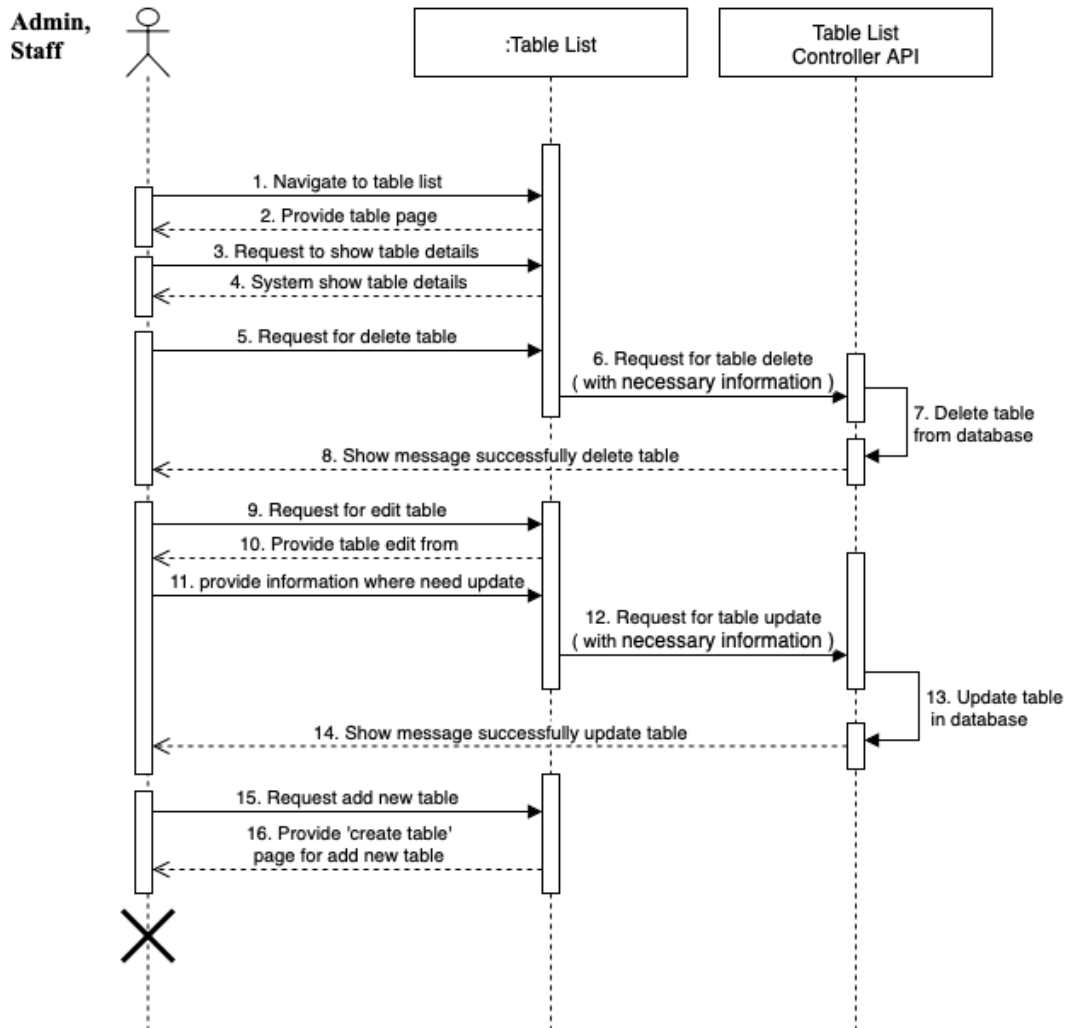 Admin,
Staff
:Table List
Table List
Controller API
1. Navigate to table list
2. Provide table page
3. Request to show table details
4. System show table details
5. Request for delete table
6. Request for table delete
( with necessary information )
7. Delete table
from database
8. Show message successfully delete table
9. Request for edit table
10. Provide table edit from
11. provide information where need update
12. Request for table update
( with necessary information )
13. Update table
in database
14. Show message successfully update table
15. Request add new table
16. Provide 'create table'
page for add new table